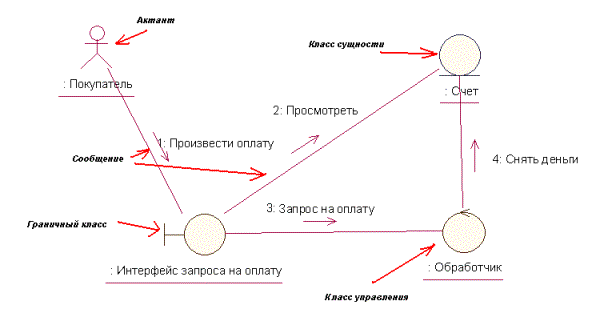 Актант
: Покупатель
Класс сущности
: Счет
2: Просмотреть
1: Произвести оплату
Сообщение
4: Снять деньги
3: Запрос на оплату
Граничный класс
: Интерфейс запроса на оплату
: Обработчик
Класс управления